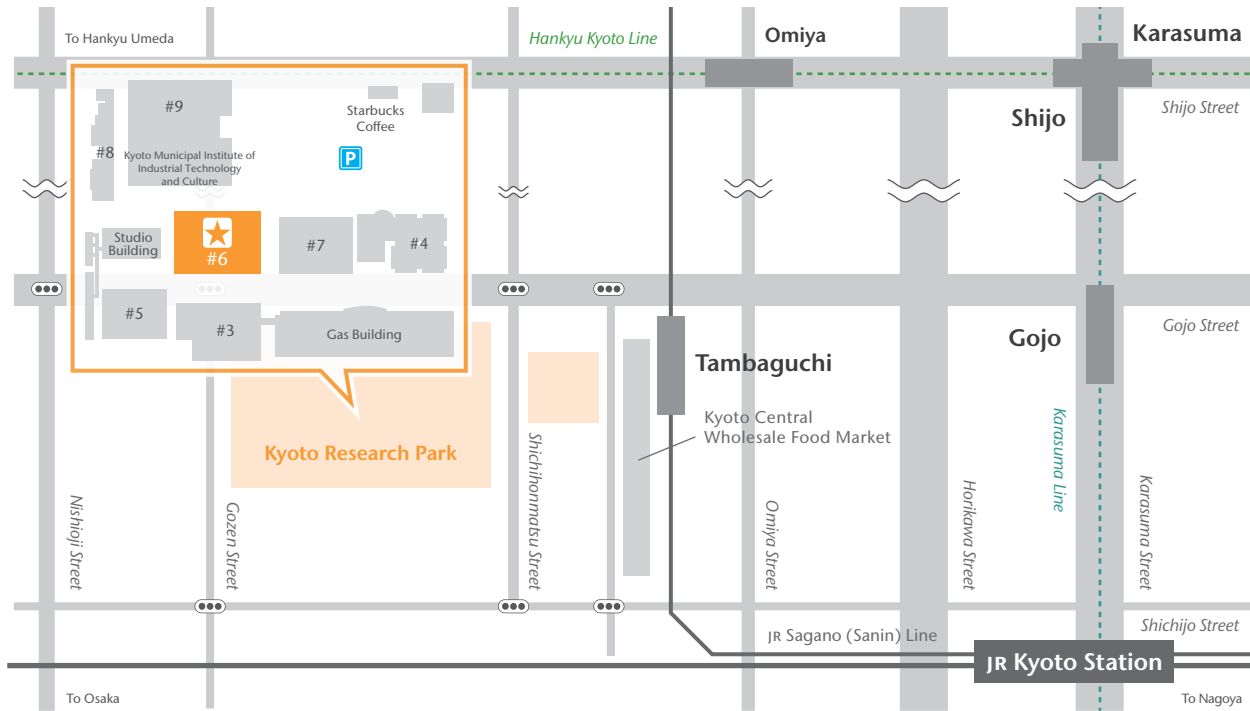 To Hankyu Umeda
Hankyu Kyoto Line
Omiya
Karasuma
Shijo Street
Shijo
#9
#8
Kyoto Municipal Institute of
Industrial Technology
and Culture
Starbucks
Coffee
P
Studio
Building
#6
#7
#4
#5
#3
Gas Building
Gojo Street
Gojo
Tambaguchi
Kyoto Central
Wholesale Food Market
Kyoto Research Park
Nishioji Street
Gozen Street
Shichihonmatsu Street
Omiya Street
Horikawa Street
Karasuma Line
Karasuma Street
Shichijo Street
JR Sagano (Sanin) Line
JR Kyoto Station
To Osaka
To Nagoya